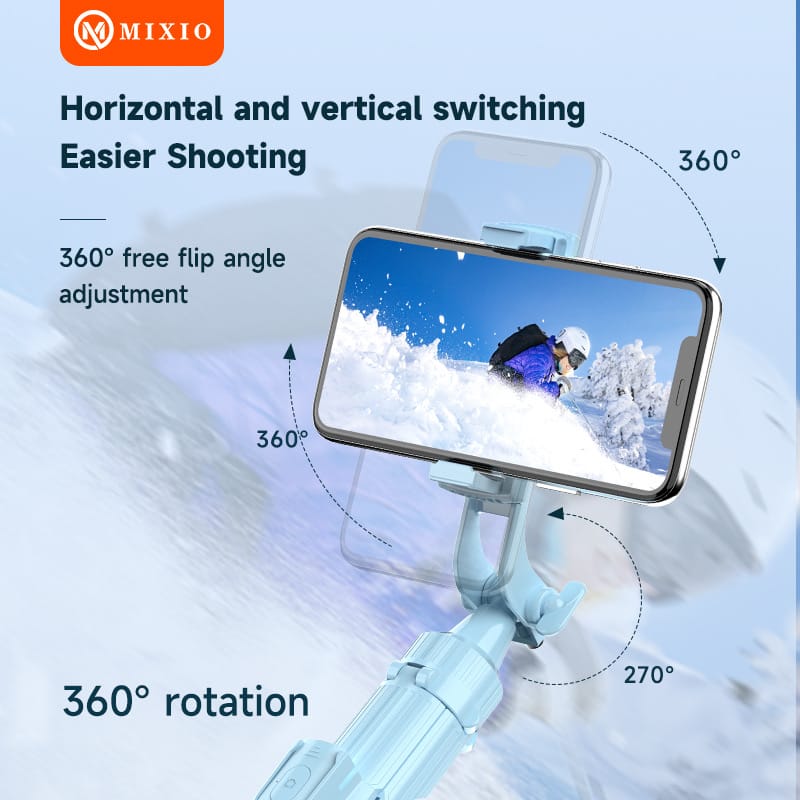 MIXIO
Horizontal and vertical switching
Easier Shooting
360°
360° free flip angle
adjustment
360°
270°
360° rotation